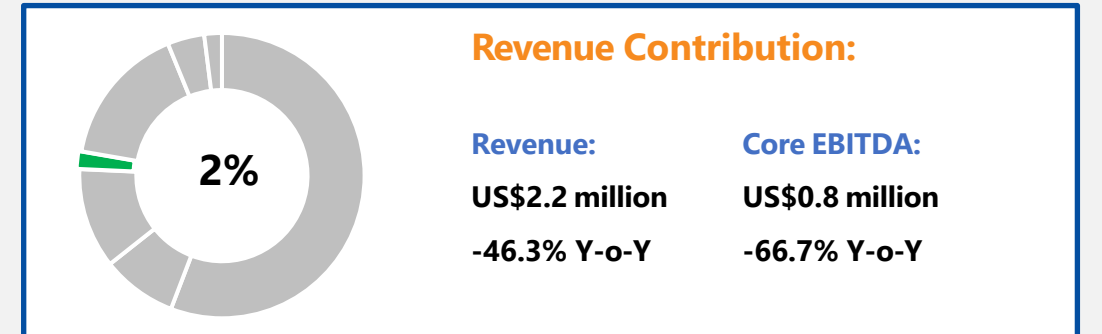 Revenue Contribution:
2%
Revenue: Core EBITDA:
US$2.2 million US$0.8 million
-46.3% Y-o-Y -66.7% Y-o-Y